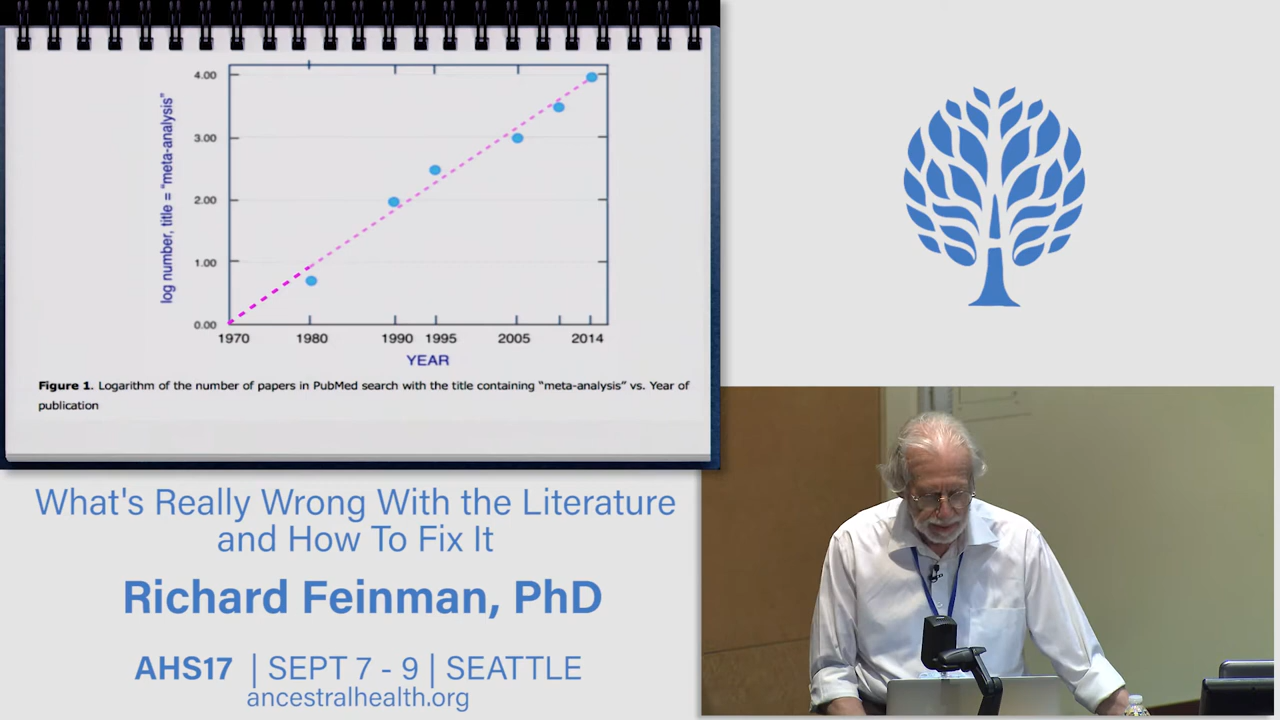 4.00
3.00
2.00
1.00
0.00
log number, title = "meta-analysis"
1970 1980 1990 1995 2005 2014
YEAR
Figure 1. Logarithm of the number of papers in PubMed search with the title containing "meta-analysis" vs. Year of
publication
What's Really Wrong With the Literature
and How To Fix It
Richard Feinman, PhD
AHS17 | SEPT 7 - 9 | SEATTLE
ancestralhealth.org